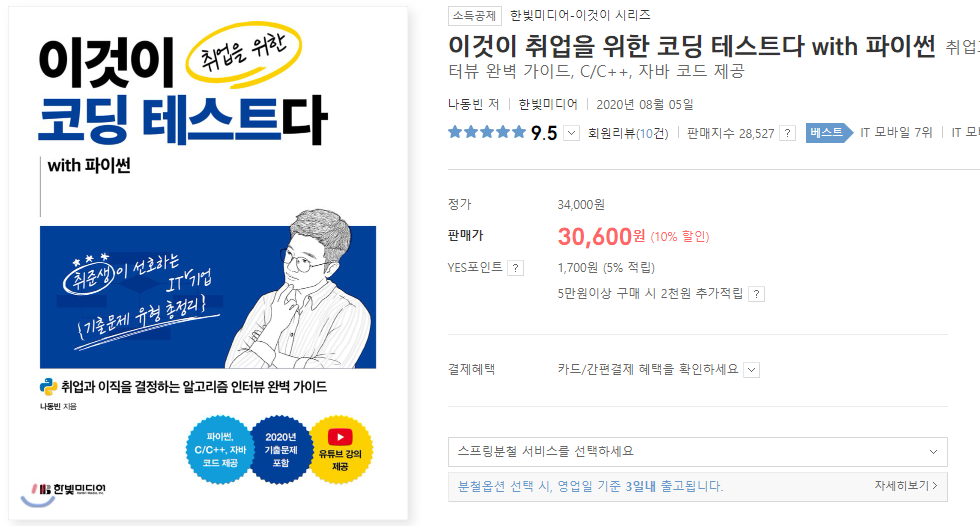 이것이 취업을 위한
코딩 테스트다
with 파이썬
취준생이 선호하는
IT기업
{기출문제 유형 총정리}
취업과 이직을 결정하는 알고리즘 인터뷰 완벽 가이드
나동빈 지음
파이썬,
C/C++, 자바
코드 제공
2020년
기출문제
포함
유튜브 강의
제공
한빛미디어
소득공제 한빛미디어-이것이 시리즈
이것이 취업을 위한 코딩 테스트다 with 파이썬 취업
터뷰 완벽 가이드, C/C++, 자바 코드 제공
나동빈 저 | 한빛미디어 | 2020년 08월 05일
★★★★★ 9.5 회원리뷰(10건) | 판매지수 28,527 ? 베스트 IT 모바일 7위 | IT 모
정가 34,000원
판매가 30,600원 (10% 할인)
YES포인트 ? 1,700원 (5% 적립)
5만원이상 구매 시 2천원 추가적립 ?
결제혜택 카드/간편결제 혜택을 확인하세요
스프링분철 서비스를 선택하세요
분철옵션 선택 시, 영업일 기준 3일내 출고됩니다. 자세히보기 >